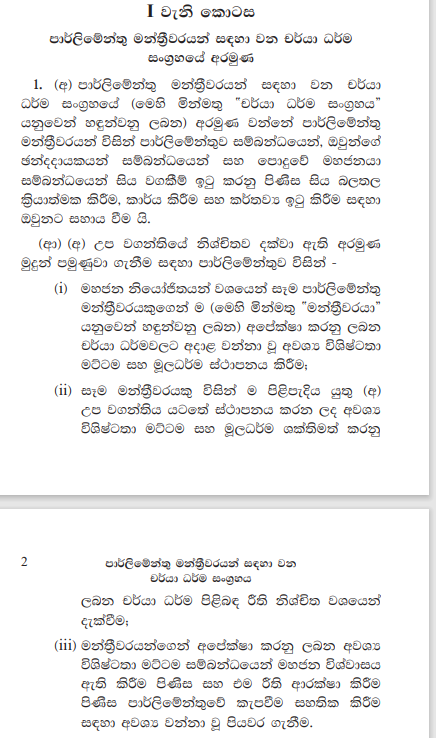 I වැනි කොටස
පාර්ලිමේන්තු මන්ත්‍රීවරයන් සඳහා වන චර්යා ධර්ම
සංග්‍රහයේ අරමුණ
1. (අ) පාර්ලිමේන්තු මන්ත්‍රීවරයන් සඳහා වන චර්යා
ධර්ම සංග්‍රහයේ (මෙහි මින්මතු "චර්යා ධර්ම සංග්‍රහය"
යනුවෙන් හඳුන්වනු ලබන) අරමුණ වන්නේ පාර්ලිමේන්තු
මන්ත්‍රීවරයන් විසින් පාර්ලිමේන්තුව සම්බන්ධයෙන්, ඔවුන්ගේ
ඡන්දදායකයන් සම්බන්ධයෙන් සහ පොදුවේ මහජනයා
සම්බන්ධයෙන් සිය වගකීම් ඉටු කරනු පිණිස සිය බලතල
ක්‍රියාත්මක කිරීම, කාර්ය කිරීම සහ කර්තව්‍ය ඉටු කිරීම සඳහා
ඔවුනට සහාය වීම යි.
(ආ) (අ) උප වගන්තියේ නිශ්චිතව දක්වා ඇති අරමුණ
මුදුන් පමුණුවා ගැනීම සඳහා පාර්ලිමේන්තුව විසින් -
(i) මහජන නියෝජිතයන් වශයෙන් සෑම පාර්ලිමේන්තු
මන්ත්‍රීවරයකුගෙන් ම (මෙහි මින්මතු "මන්ත්‍රීවරයා"
යනුවෙන් හඳුන්වනු ලබන) අපේක්ෂා කරනු ලබන
චර්යා ධර්මවලට අදාළ වන්නා වූ අවශ්‍ය විශිෂ්ටතා
මට්ටම සහ මූලධර්ම ස්ථාපනය කිරීම;
(ii) සෑම මන්ත්‍රීවරයකු විසින් ම පිළිපැදිය යුතු (අ)
උප වගන්තිය යටතේ ස්ථාපනය කරන ලද අවශ්‍ය
විශිෂ්ටතා මට්ටම සහ මූලධර්ම ශක්තිමත් කරනු
2 පාර්ලිමේන්තු මන්ත්‍රීවරයන් සඳහා වන
චර්යා ධර්ම සංග්‍රහය
ලබන චර්යා ධර්ම පිළිබඳ රීති නිශ්චිත වශයෙන්
දැක්වීම;
(iii) මන්ත්‍රීවරයන්ගෙන් අපේක්ෂා කරනු ලබන අවශ්‍ය
විශිෂ්ටතා මට්ටම සම්බන්ධයෙන් මහජන විශ්වාසය
ඇති කිරීම පිණිස සහ එම රීති ආරක්ෂා කිරීම
පිණිස පාර්ලිමේන්තුවේ කැපවීම සහතික කිරීම
සඳහා අවශ්‍ය වන්නා වූ පියවර ගැනීම.